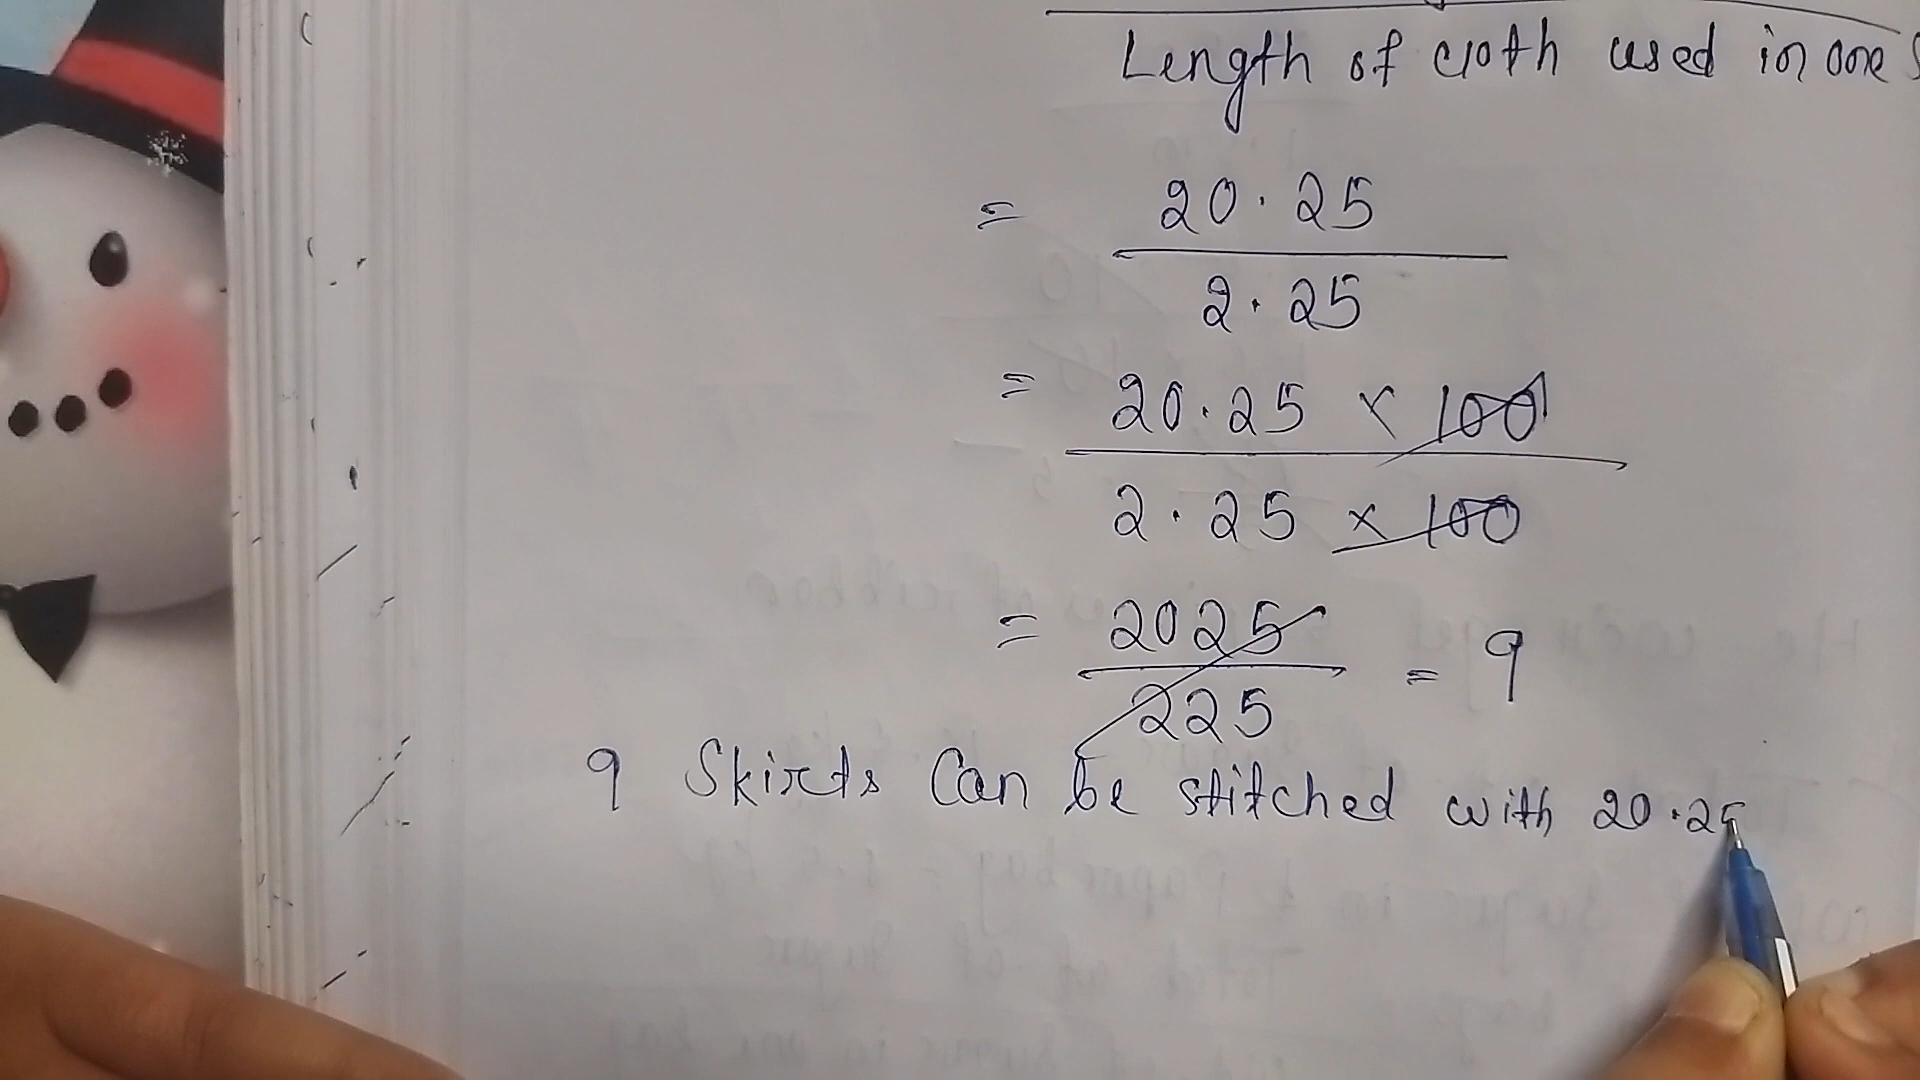 Length of cloth used in one
= 20.25
2.25
= 20.25 × 100
2.25 × 100
= 2025 = 9
225
9 Skirts Can be stitched with 20.25